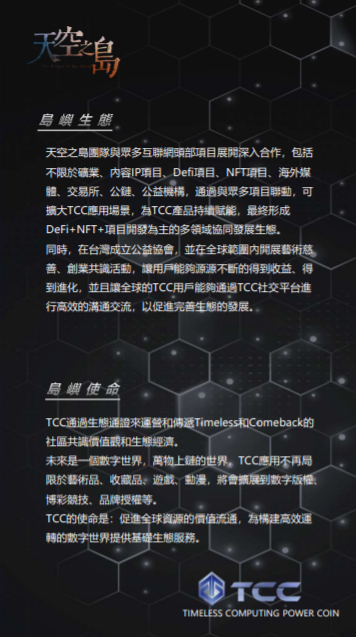 天空之島
島嶼生態
天空之島團隊與眾多互聯網頭部項目展開深入合作，包括
不限於礦業、內容IP項目、Defi項目、NFT項目、海外媒
體、交易所、公鏈、公益機構，通過與眾多項目聯動，可
擴大TCC應用場景，為TCC產品持續賦能，最終形成
DeFi+NFT+項目開發為主的多領域協同發展生態。
同時，在台灣成立公益協會，並在全球範圍內開展藝術慈
善、創業共識活動，讓用戶能夠源源不斷的得到收益、得
到進化，並且讓全球的TCC用戶能夠通過TCC社交平台進
行高效的溝通交流，以促進完善生態的發展。
島嶼使命
TCC通過生態通證來運營和傳遞Timeless和Comeback的
社區共識價值觀和生態經濟。
未來是一個數字世界，萬物上鏈的世界，TCC應用不再局
限於藝術品、收藏品、遊戲、動漫，將會擴展到數字版權、
博彩競技、品牌授權等。
TCC的使命是：促進全球資源的價值流通，為構建高效運
轉的數字世界提供基礎生態服務。
TCC
TIMELESS COMPUTING POWER COIN